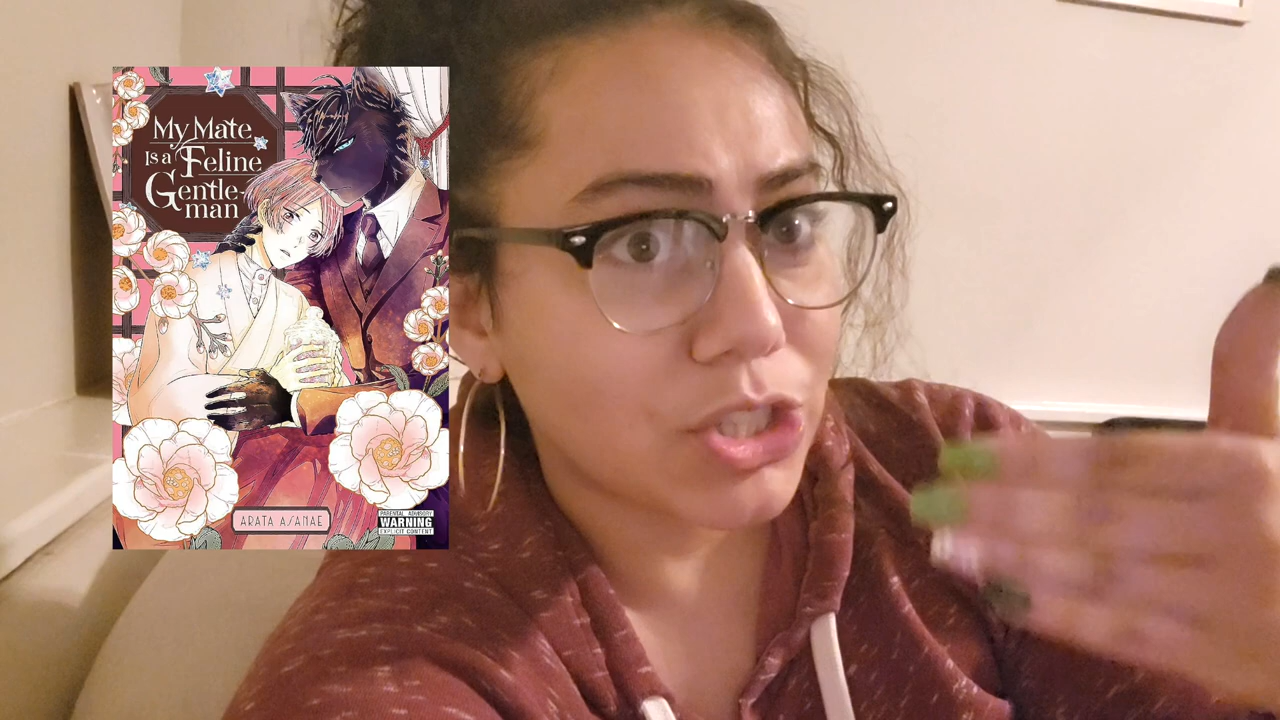 My Mate
Is a Feline
Gentle-
man
ARATA ASANAE
PARENTAL ADVISORY
WARNING
EXPLICIT CONTENT